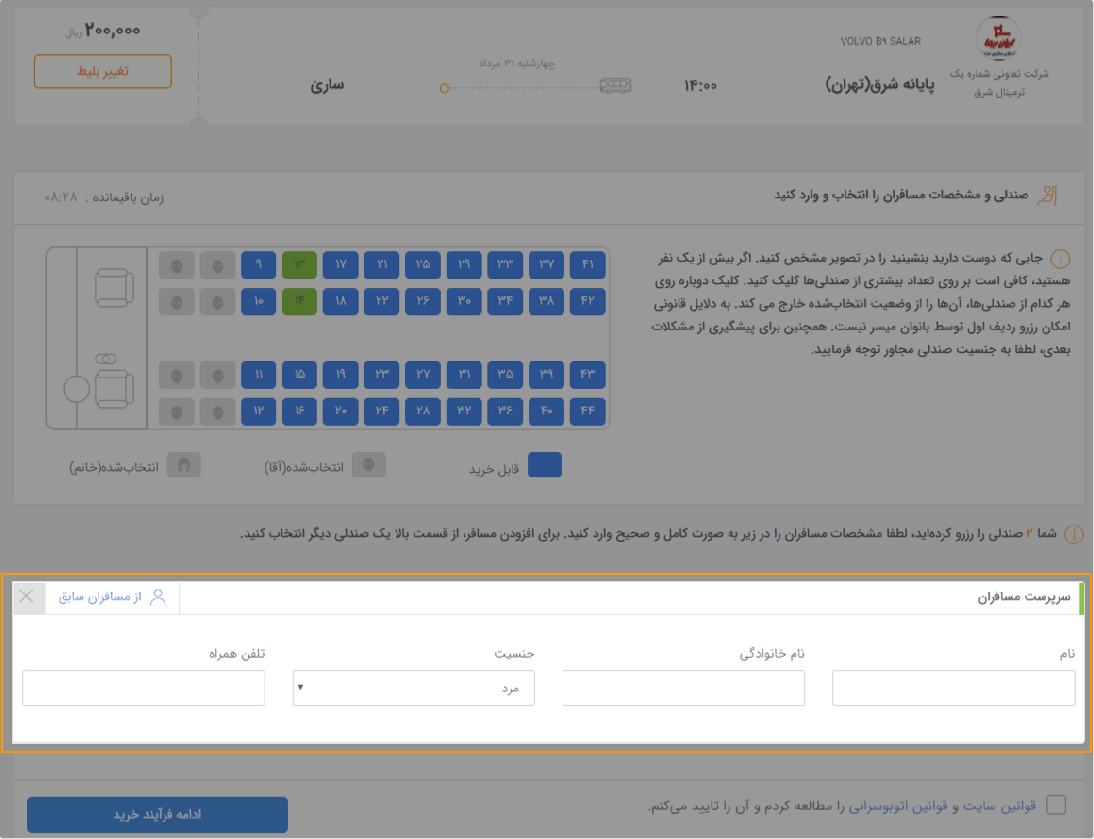 VOLVO B9 SALAR
شرکت تعاونی شماره یک
ترمینال شرق
پایانه شرق(تهران)
۱۴:۰۰
چهارشنبه ۳۱ مرداد
ساری
۲۰۰,۰۰۰ ریال
تغییر بلیط
صندلی و مشخصات مسافران را انتخاب و وارد کنید
زمان باقیمانده : ۰۸:۲۸
جایی که دوست دارید بنشینید را در تصویر مشخص کنید. اگر بیش از یک نفر
هستید، کافی است بر روی تعداد بیشتری از صندلی‌ها کلیک کنید. کلیک دوباره روی
هر کدام از صندلی‌ها، آن‌ها را از وضعیت انتخاب‌شده خارج می کند. به دلایل قانونی
امکان رزرو ردیف اول توسط بانوان میسر نیست. همچنین برای پیشگیری از مشکلات
بعدی، لطفا به جنسیت صندلی مجاور توجه فرمایید.
۹ ۱۳ ۱۷ ۲۱ ۲۵ ۲۹ ۳۳ ۳۷ ۴۱
۱۰ ۱۴ ۱۸ ۲۲ ۲۶ ۳۰ ۳۴ ۳۸ ۴۲
۱۱ ۱۵ ۱۹ ۲۳ ۲۷ ۳۱ ۳۵ ۳۹ ۴۳
۱۲ ۱۶ ۲۰ ۲۴ ۲۸ ۳۲ ۳۶ ۴۰ ۴۴
قابل خرید
انتخاب‌شده(آقا)
انتخاب‌شده(خانم)
شما ۲ صندلی را رزرو کرده‌اید، لطفا مشخصات مسافران را در زیر به صورت کامل و صحیح وارد کنید. برای افزودن مسافر، از قسمت بالا یک صندلی دیگر انتخاب کنید.
سرپرست مسافران
از مسافران سابق
نام
نام خانوادگی
جنسیت
تلفن همراه
مرد
قوانین سایت و قوانین اتوبوسرانی را مطالعه کردم و آن را تایید می‌کنم.
ادامه فرآیند خرید